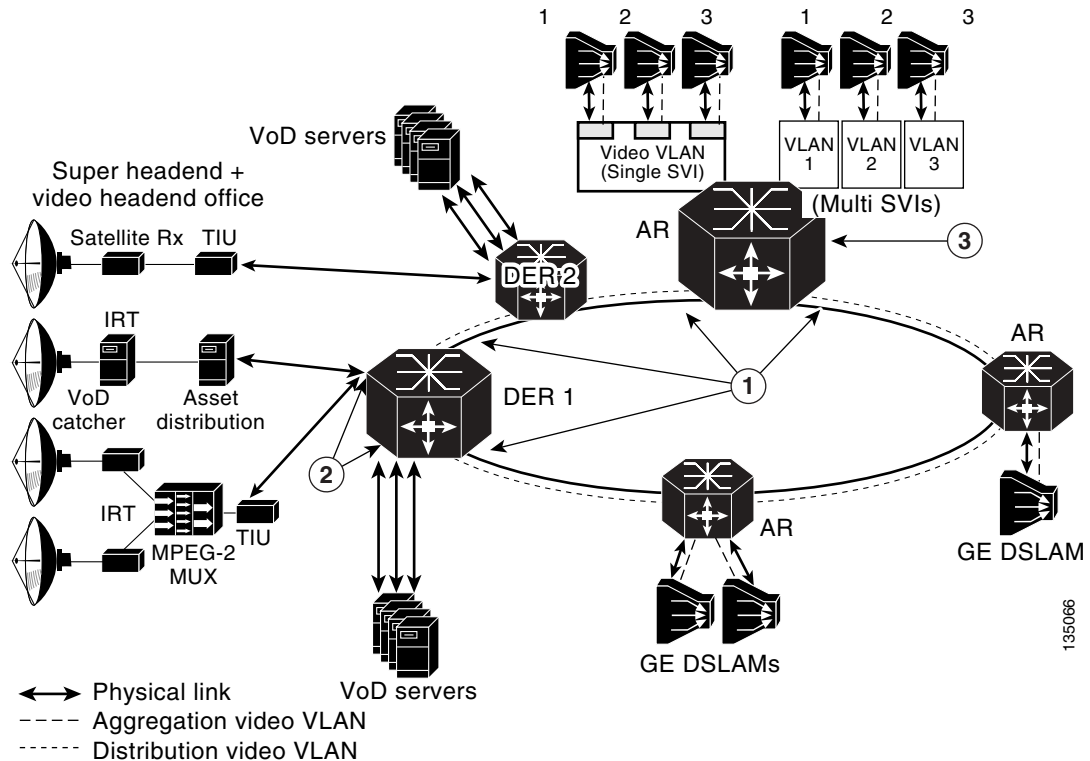 1 2 3 1 2 3
VoD servers
Video VLAN
(Single SVI)
VLAN
1
VLAN
2
VLAN
3
(Multi SVIs)
Super headend +
video headend office
Satellite Rx
TIU
DER 2
AR
3
IRT
VoD
catcher
Asset
distribution
DER 1
1
AR
2
IRT
MPEG-2
MUX
TIU
AR
GE DSLAM
GE DSLAMs
VoD servers
135066
Physical link
Aggregation video VLAN
Distribution video VLAN